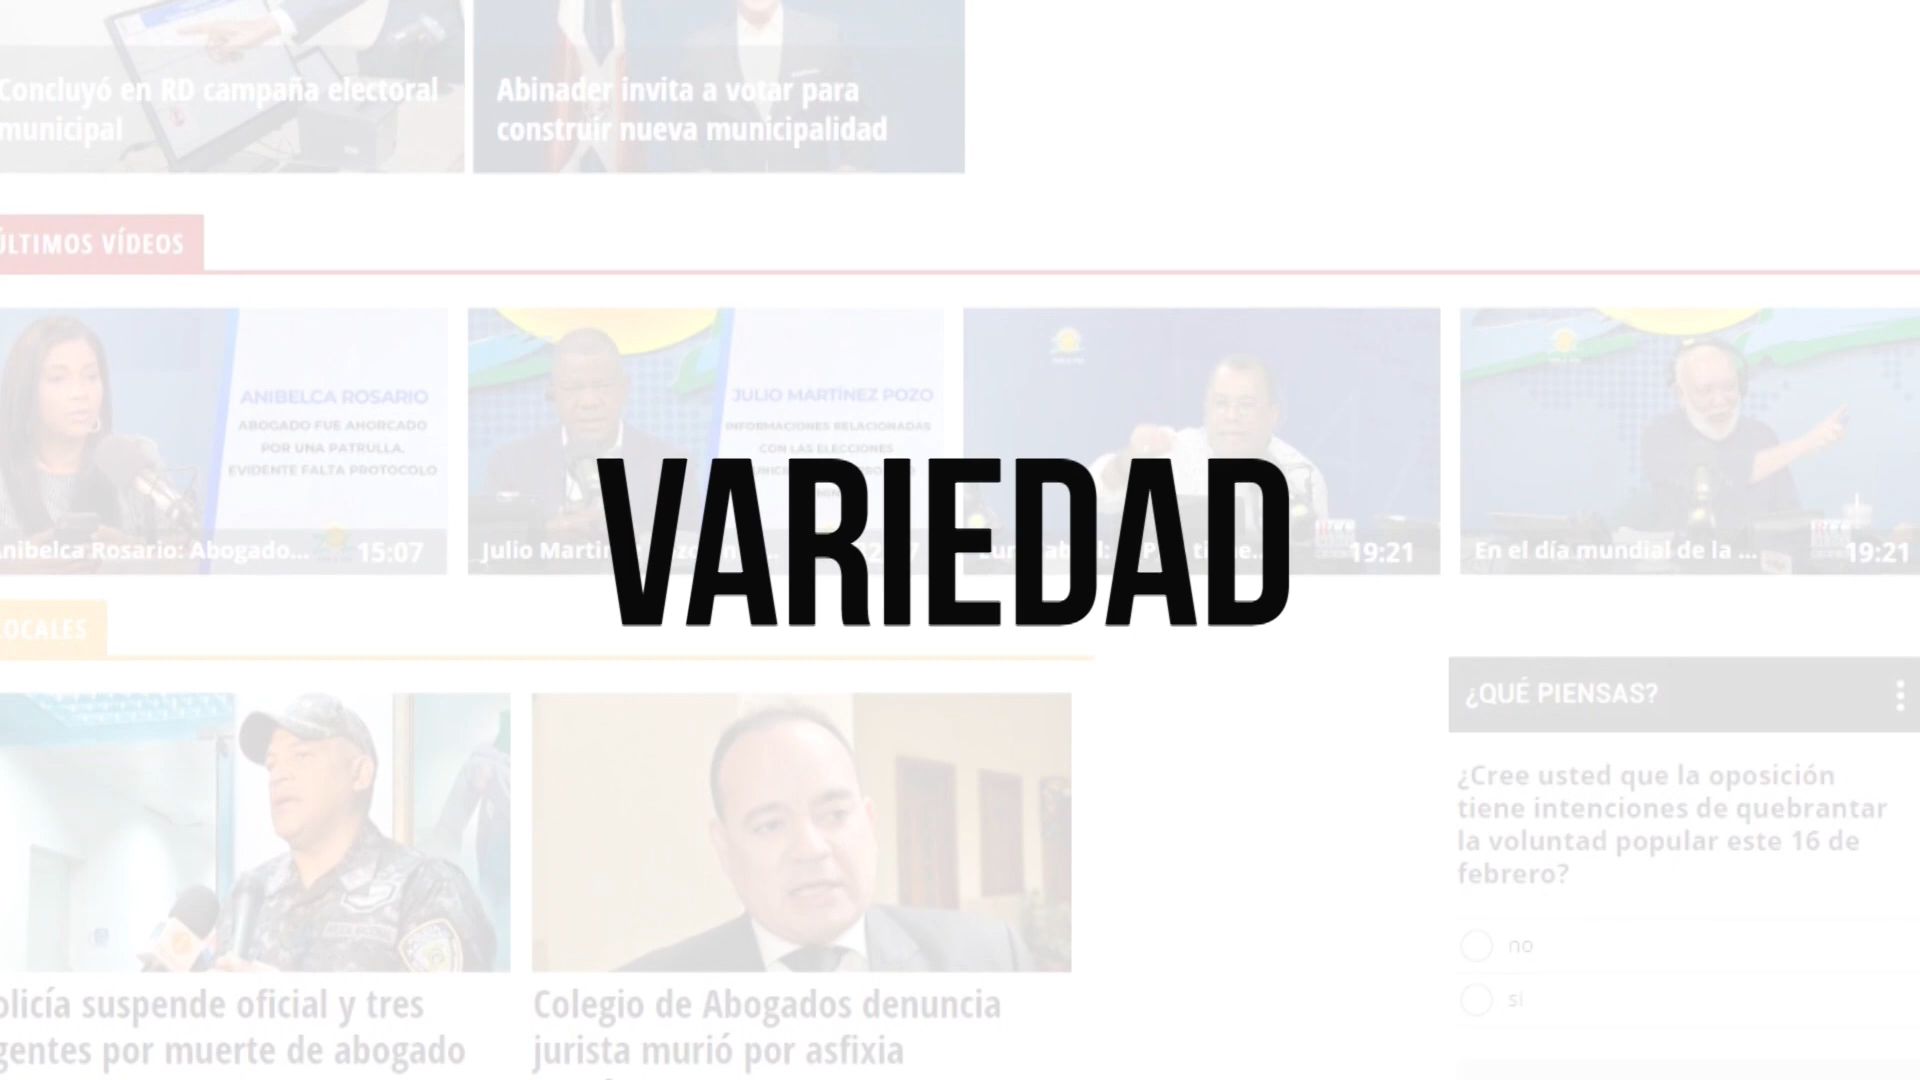 Concluyó en RD campaña electoral
municipal
Abinader invita a votar para
construir nueva municipalidad
ÚLTIMOS VÍDEOS
ANIBELCA ROSARIO
ABOGADO FUE AHORCADO
POR UNA PATRULLA.
EVIDENTE FALTA PROTOCOLO
nibelca Rosario: Abogado...
15:07
JULIO MARTÍNEZ POZO
INFORMACIONES RELACIONADAS
CON LAS ELECCIONES
Julio Martín
19:21
En el día mundial de la ...
19:21
VARIEDAD
OCALES
olicía suspende oficial y tres
gentes por muerte de abogado
Colegio de Abogados denuncia
jurista murió por asfixia
¿QUÉ PIENSAS?
¿Cree usted que la oposición
tiene intenciones de quebrantar
la voluntad popular este 16 de
febrero?
no
si